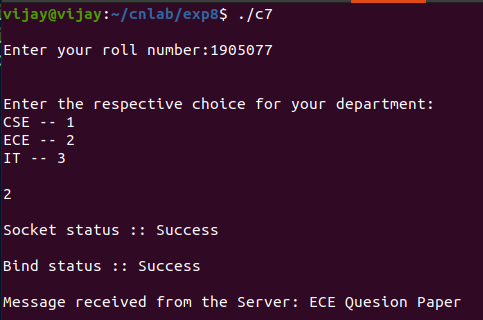 vijay@vijay:~/cnlab/exp8$ ./c7
Enter your roll number:1905077
Enter the respective choice for your department:
CSE -- 1
ECE -- 2
IT -- 3
2
Socket status :: Success
Bind status :: Success
Message received from the Server: ECE Quesion Paper